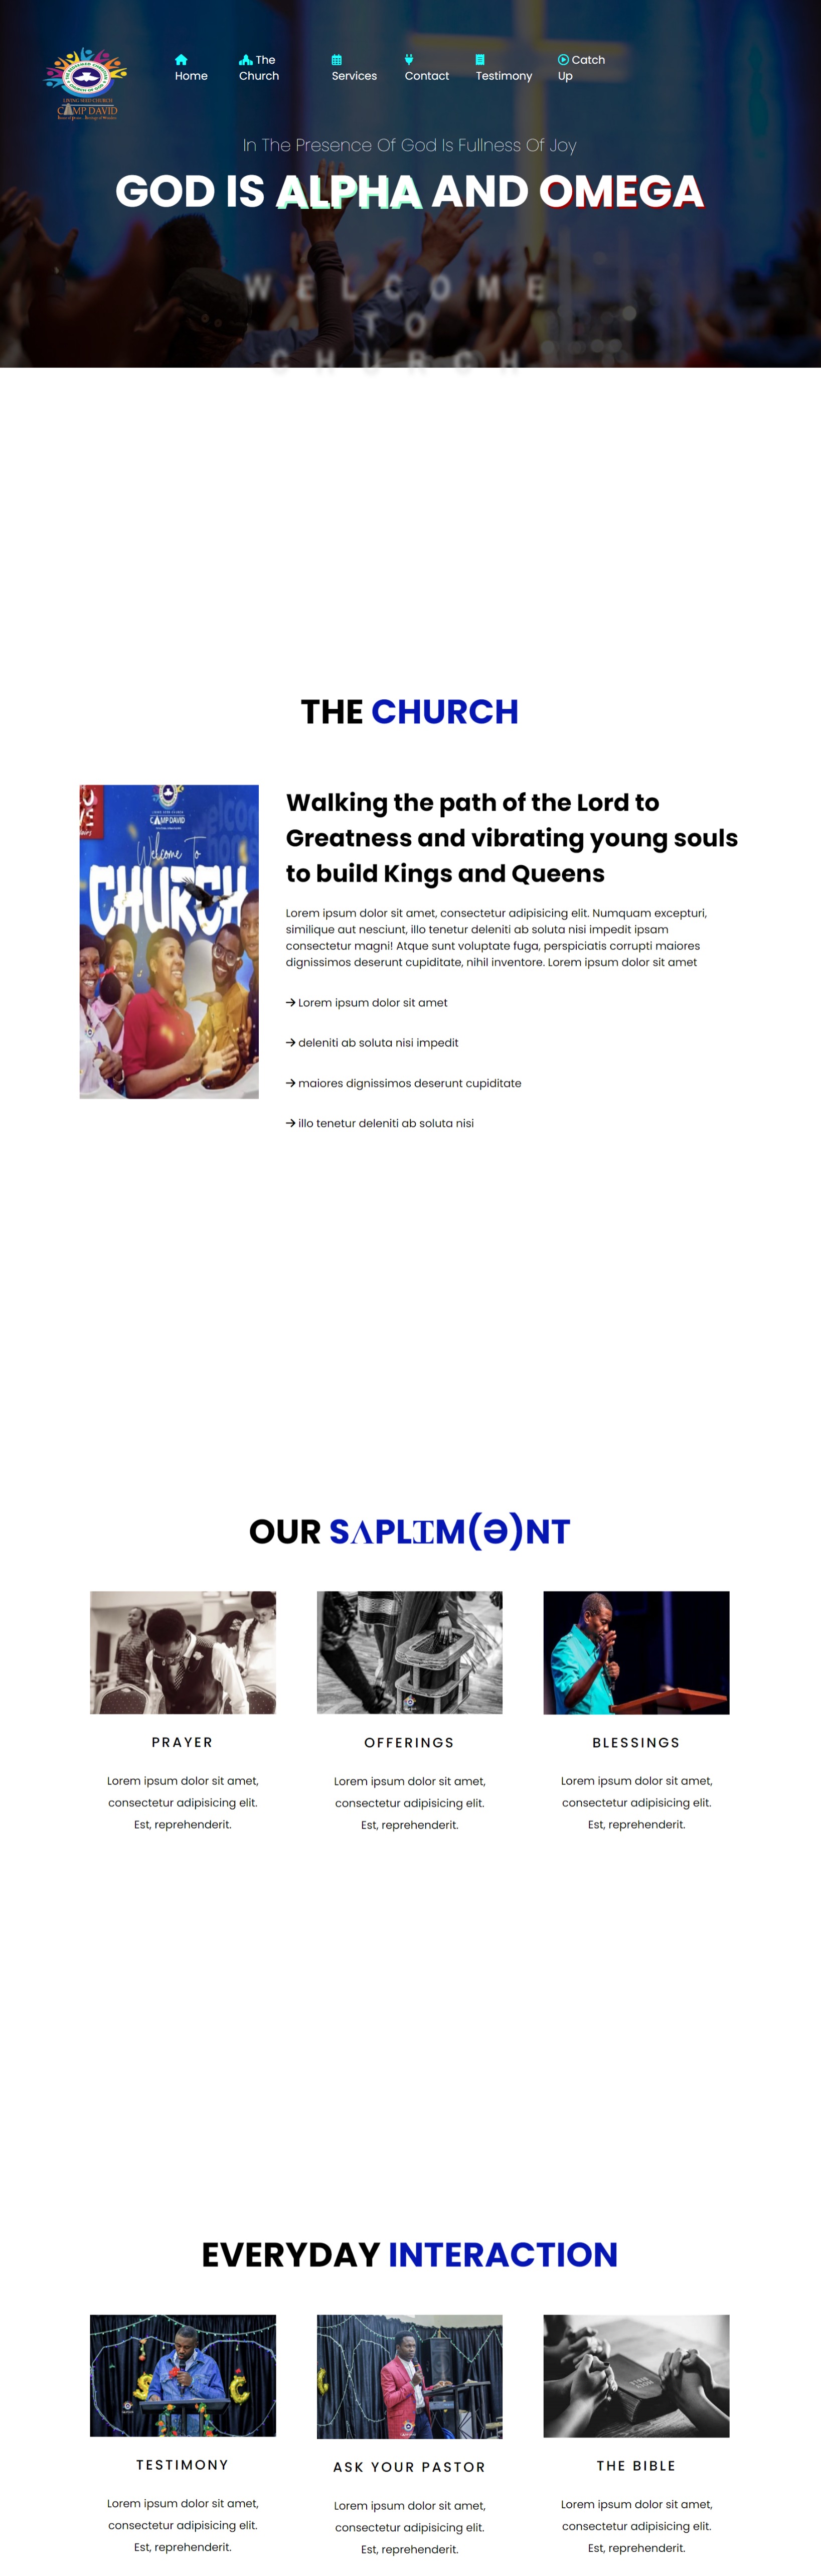 Home
The Church
Services
Contact
Testimony
Catch Up
LIVING SEED CHURCH
CAMP DAVID
In The Presence Of God Is Fullness Of Joy
GOD IS ALPHA AND OMEGA
WELCOME
TO
CHURCH
THE CHURCH
CAMP DAVID
Welcome To
CHURCH
Walking the path of the Lord to
Greatness and vibrating young souls
to build Kings and Queens
Lorem ipsum dolor sit amet, consectetur adipisicing elit. Numquam excepturi,
similique aut nesciunt, illo tenetur deleniti ab soluta nisi impedit ipsam
consectetur magni! Atque sunt voluptate fuga, perspiciatis corrupti maiores
dignissimos deserunt cupiditate, nihil inventore. Lorem ipsum dolor sit amet
→ Lorem ipsum dolor sit amet
→ deleniti ab soluta nisi impedit
→ maiores dignissimos deserunt cupiditate
→ illo tenetur deleniti ab soluta nisi
OUR SɅPLꟾM(Ə)NT
PRAYER
Lorem ipsum dolor sit amet,
consectetur adipisicing elit.
Est, reprehenderit.
OFFERINGS
Lorem ipsum dolor sit amet,
consectetur adipisicing elit.
Est, reprehenderit.
BLESSINGS
Lorem ipsum dolor sit amet,
consectetur adipisicing elit.
Est, reprehenderit.
EVERYDAY INTERACTION
TESTIMONY
Lorem ipsum dolor sit amet,
consectetur adipisicing elit.
Est, reprehenderit.
ASK YOUR PASTOR
Lorem ipsum dolor sit amet,
consectetur adipisicing elit.
Est, reprehenderit.
THE BIBLE
Lorem ipsum dolor sit amet,
consectetur adipisicing elit.
Est, reprehenderit.